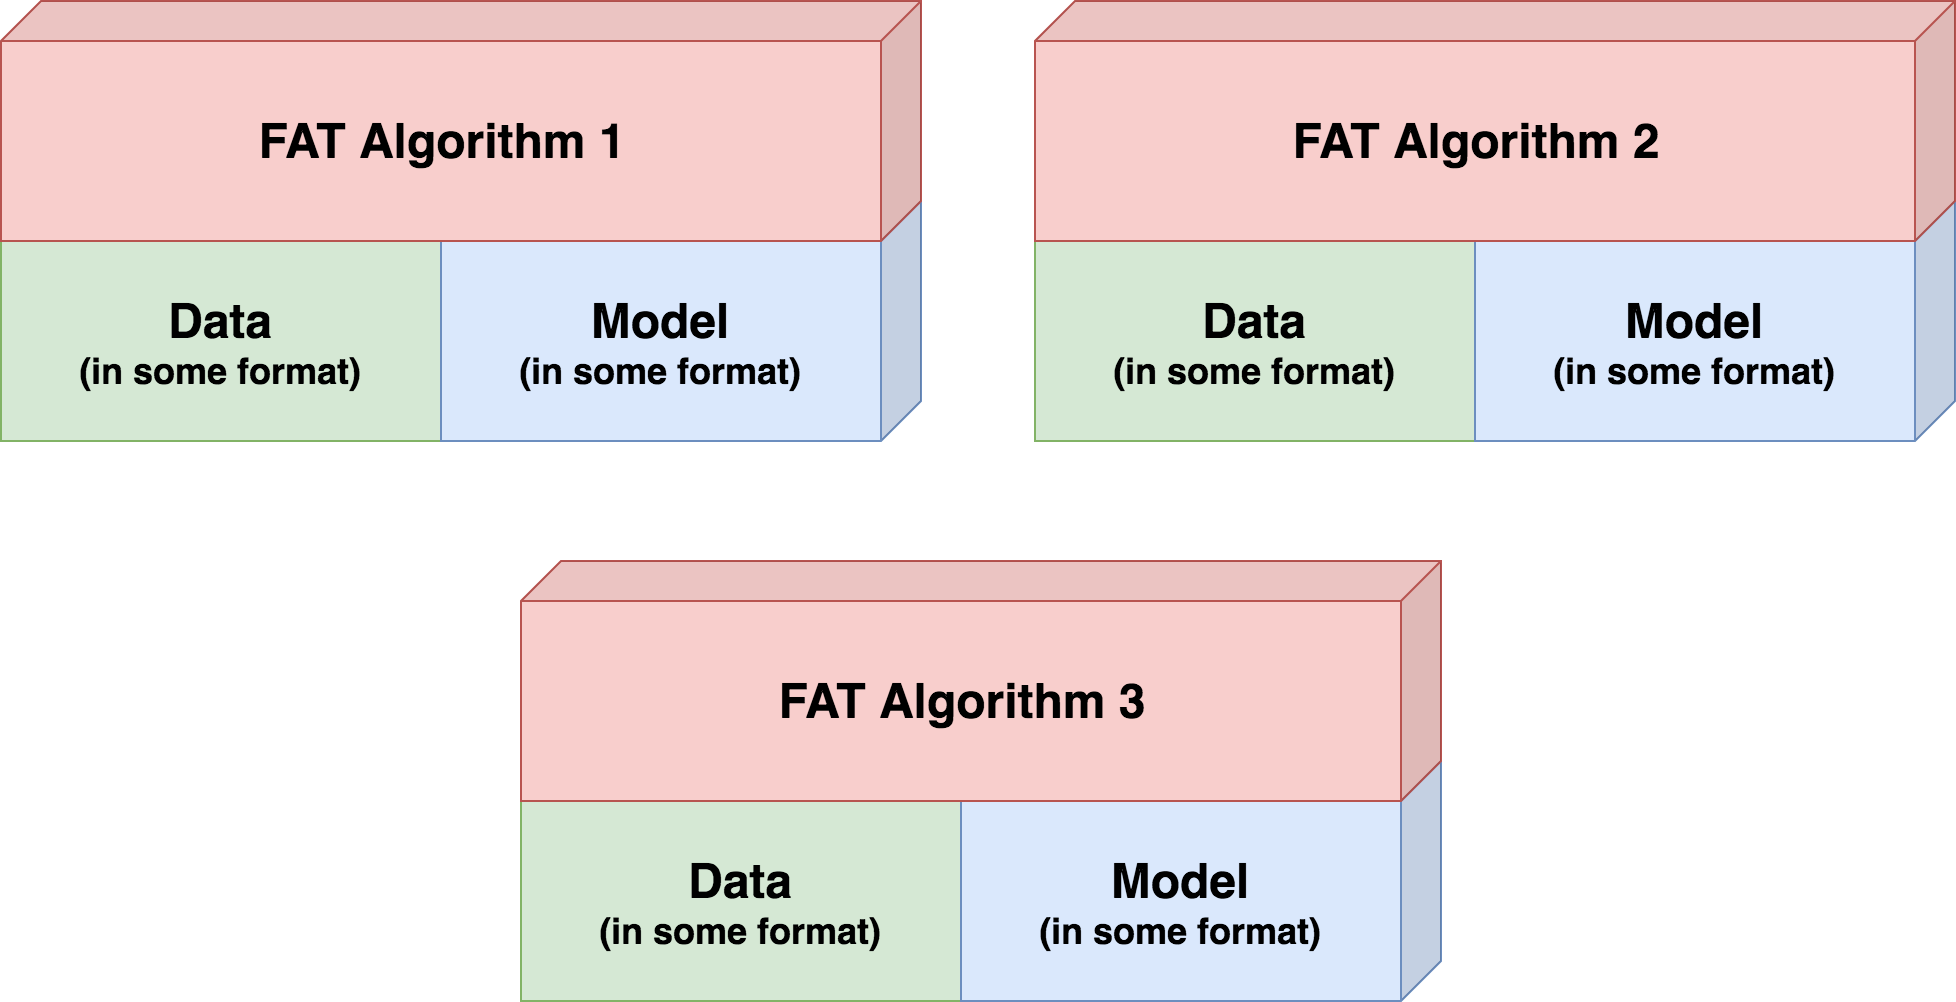 FAT Algorithm 1
Data
(in some format)
Model
(in some format)
FAT Algorithm 2
Data
(in some format)
Model
(in some format)
FAT Algorithm 3
Data
(in some format)
Model
(in some format)